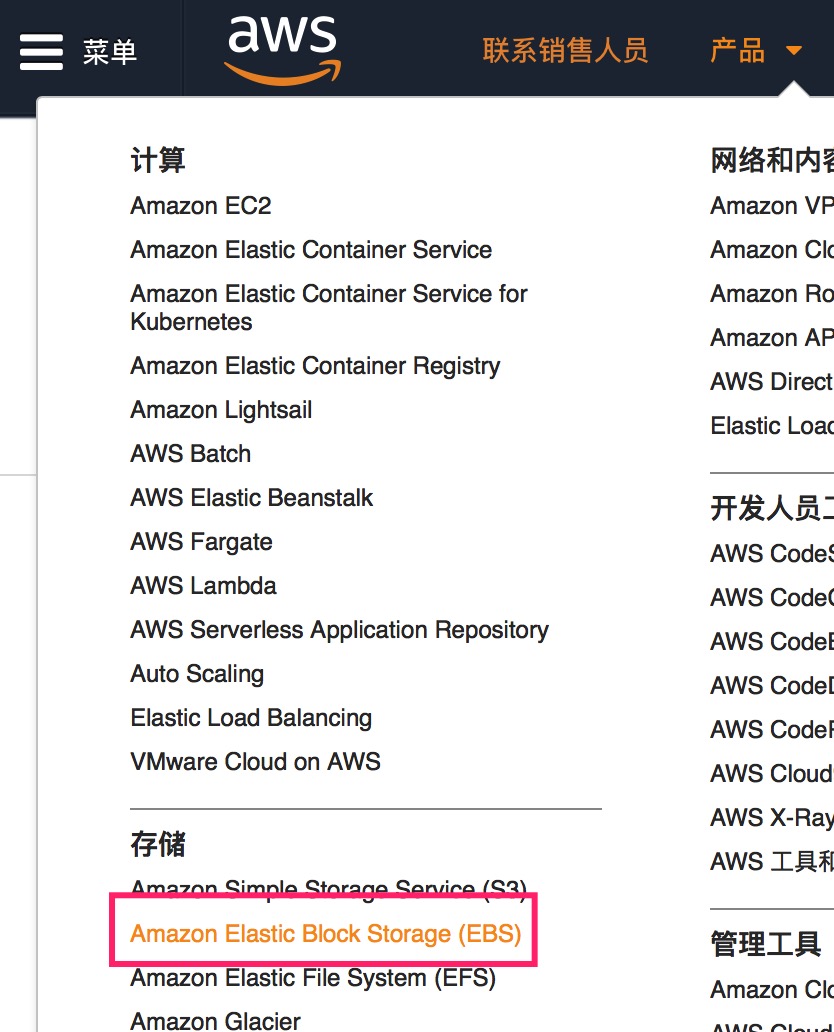 菜单
aws
联系销售人员
产品
计算
Amazon EC2
Amazon Elastic Container Service
Amazon Elastic Container Service for
Kubernetes
Amazon Elastic Container Registry
Amazon Lightsail
AWS Batch
AWS Elastic Beanstalk
AWS Fargate
AWS Lambda
AWS Serverless Application Repository
Auto Scaling
Elastic Load Balancing
VMware Cloud on AWS
存储
Amazon Simple Storage Service (S3)
Amazon Elastic Block Storage (EBS)
Amazon Elastic File System (EFS)
Amazon Glacier
网络和内容
Amazon VP
Amazon Clo
Amazon Ro
Amazon AP
AWS Direct
Elastic Load
开发人员工
AWS CodeS
AWS CodeC
AWS CodeB
AWS CodeD
AWS CodeP
AWS Cloud
AWS X-Ray
AWS 工具和
管理工具
Amazon Clo
AWS Cloud